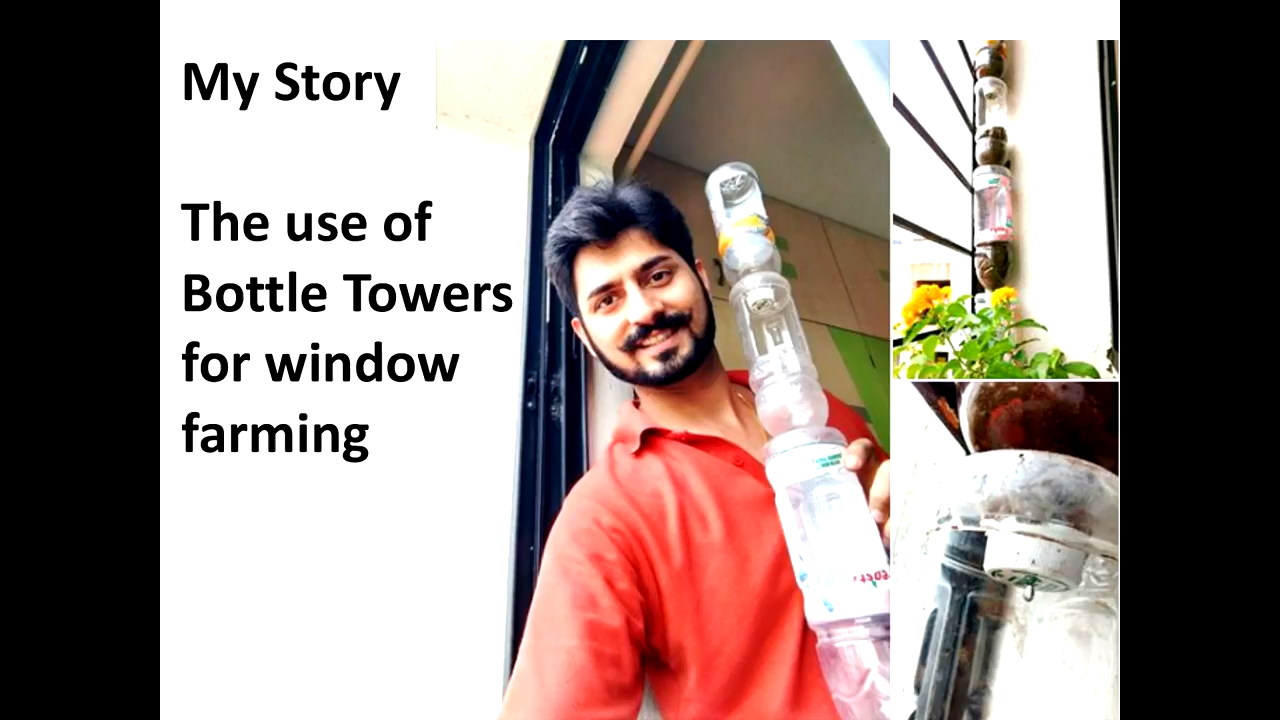 My Story
The use of
Bottle Towers
for window
farming